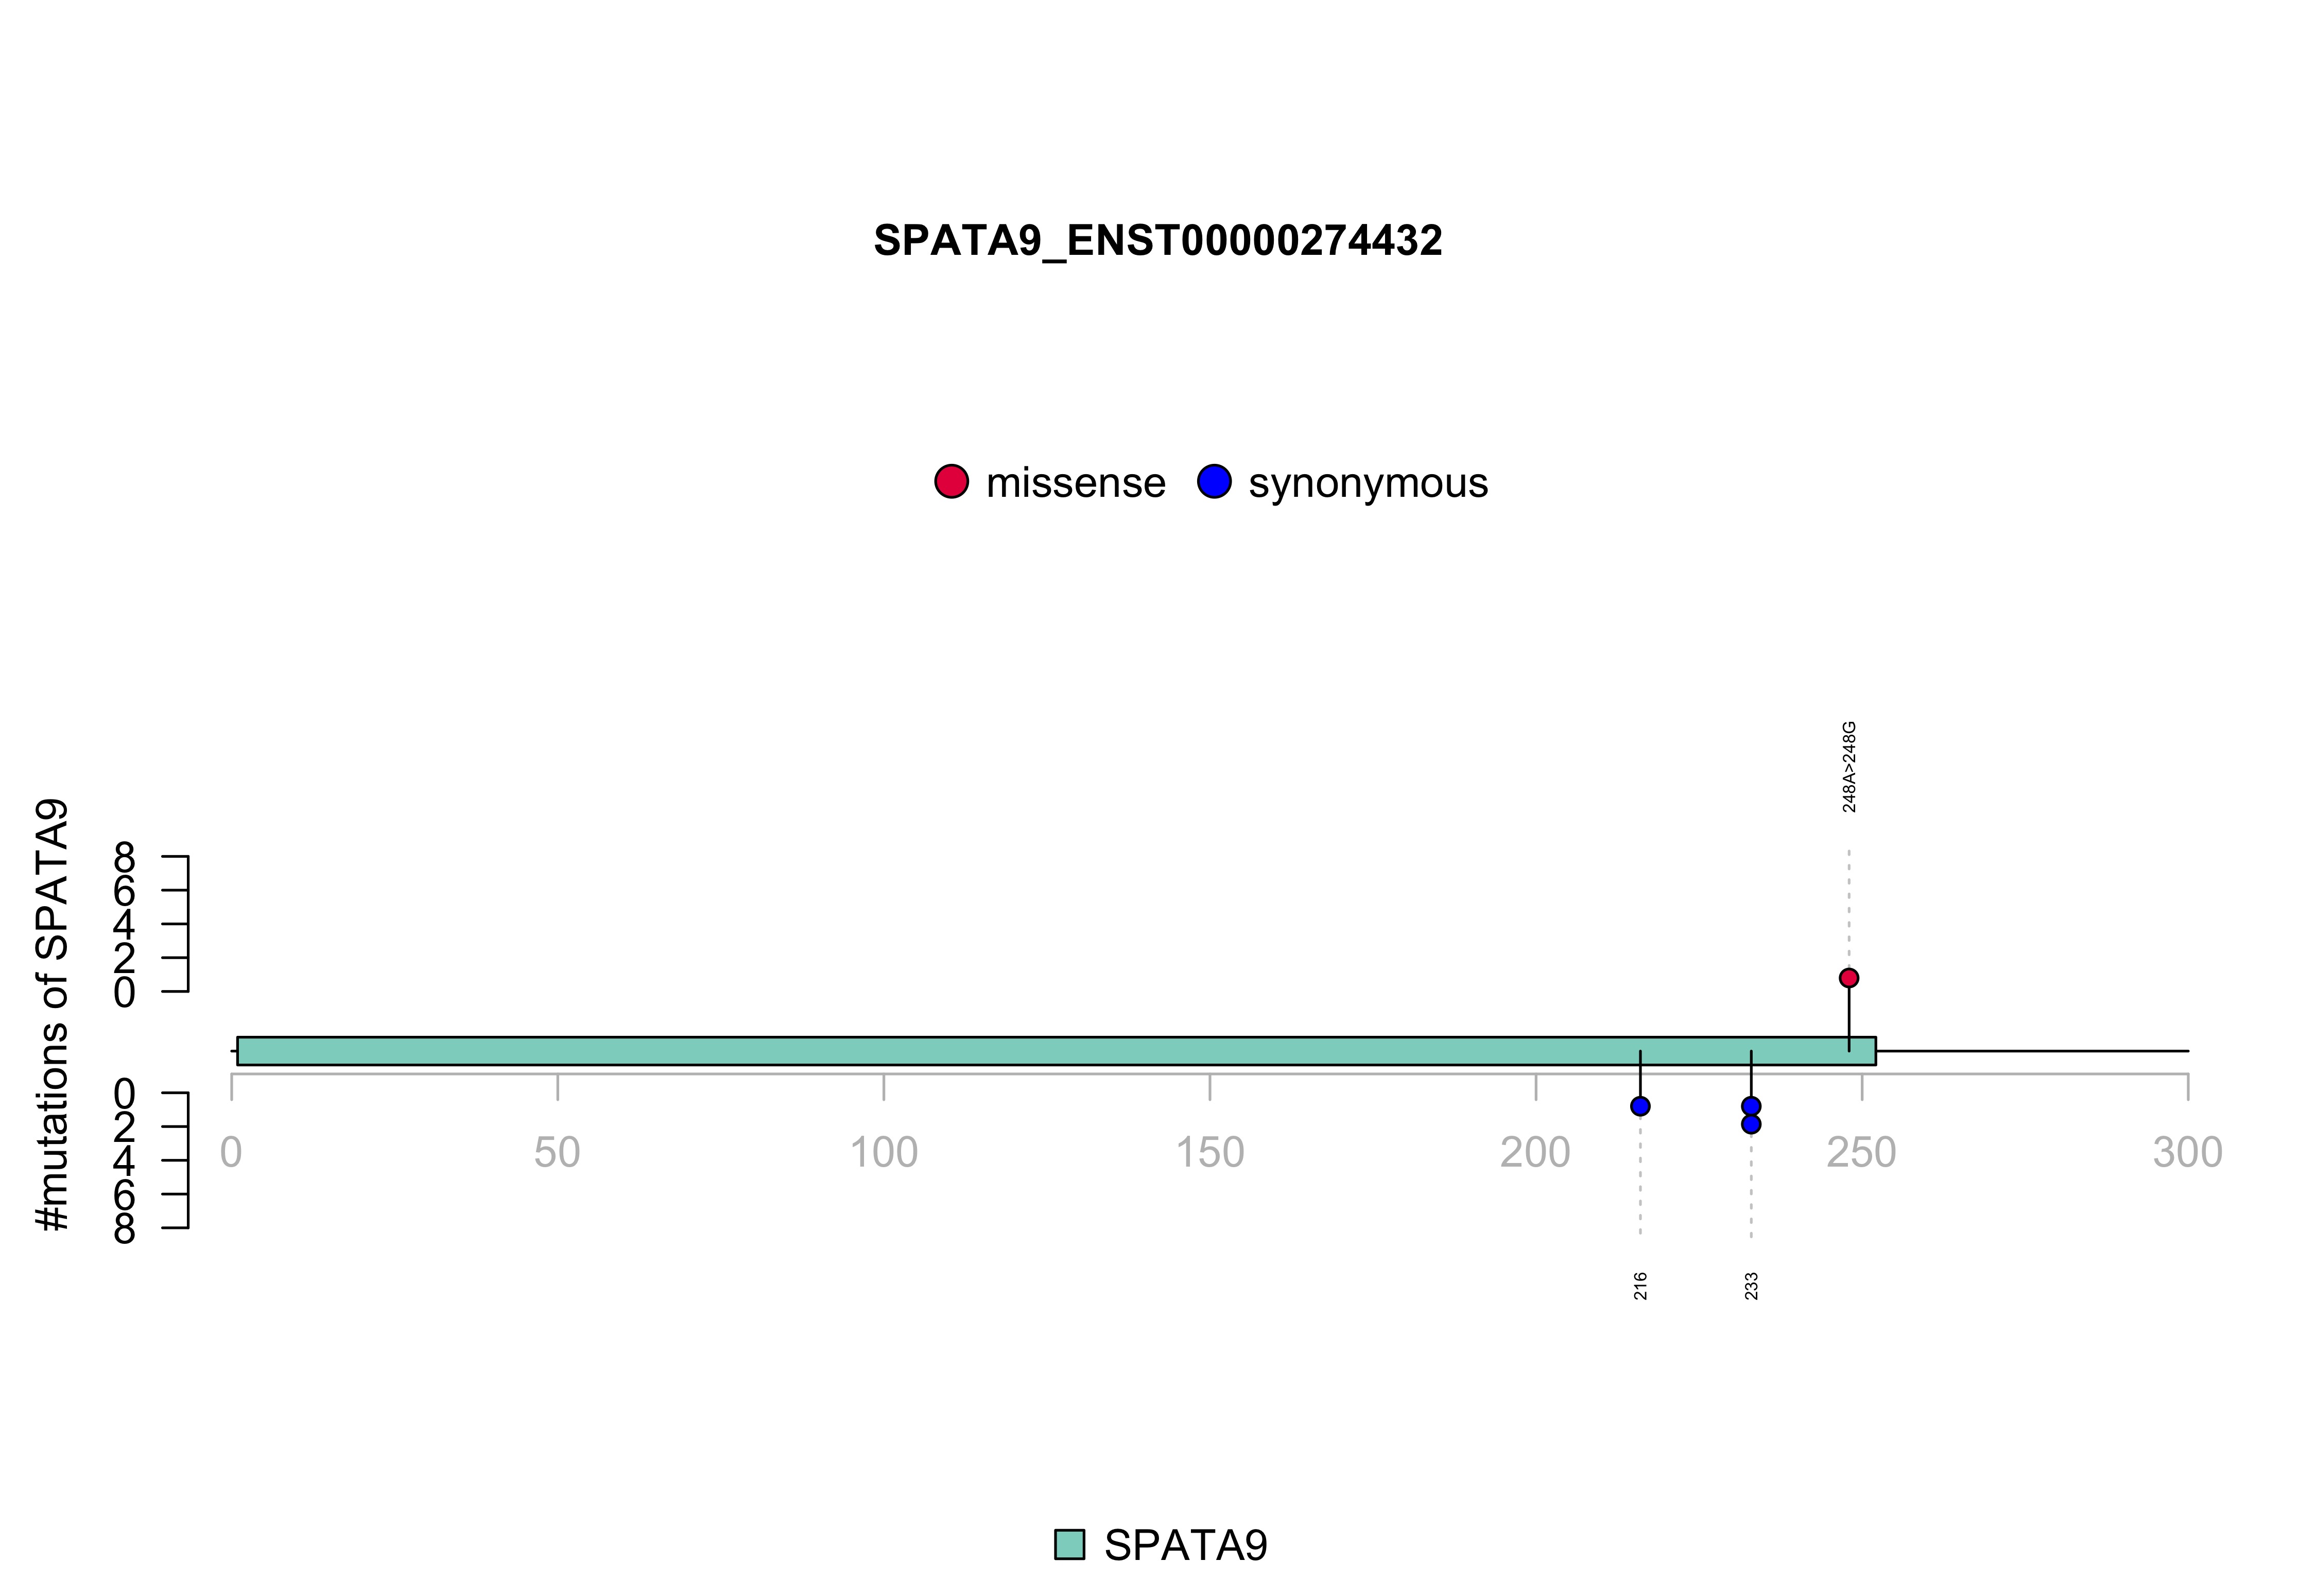 SPATA9_ENST00000274432
missense synonymous
248A>248G
#mutations of SPATA9
8
6
4
2
0
0
2
4
6
8
0 50 100 150 200 250 300
216 233
SPATA9